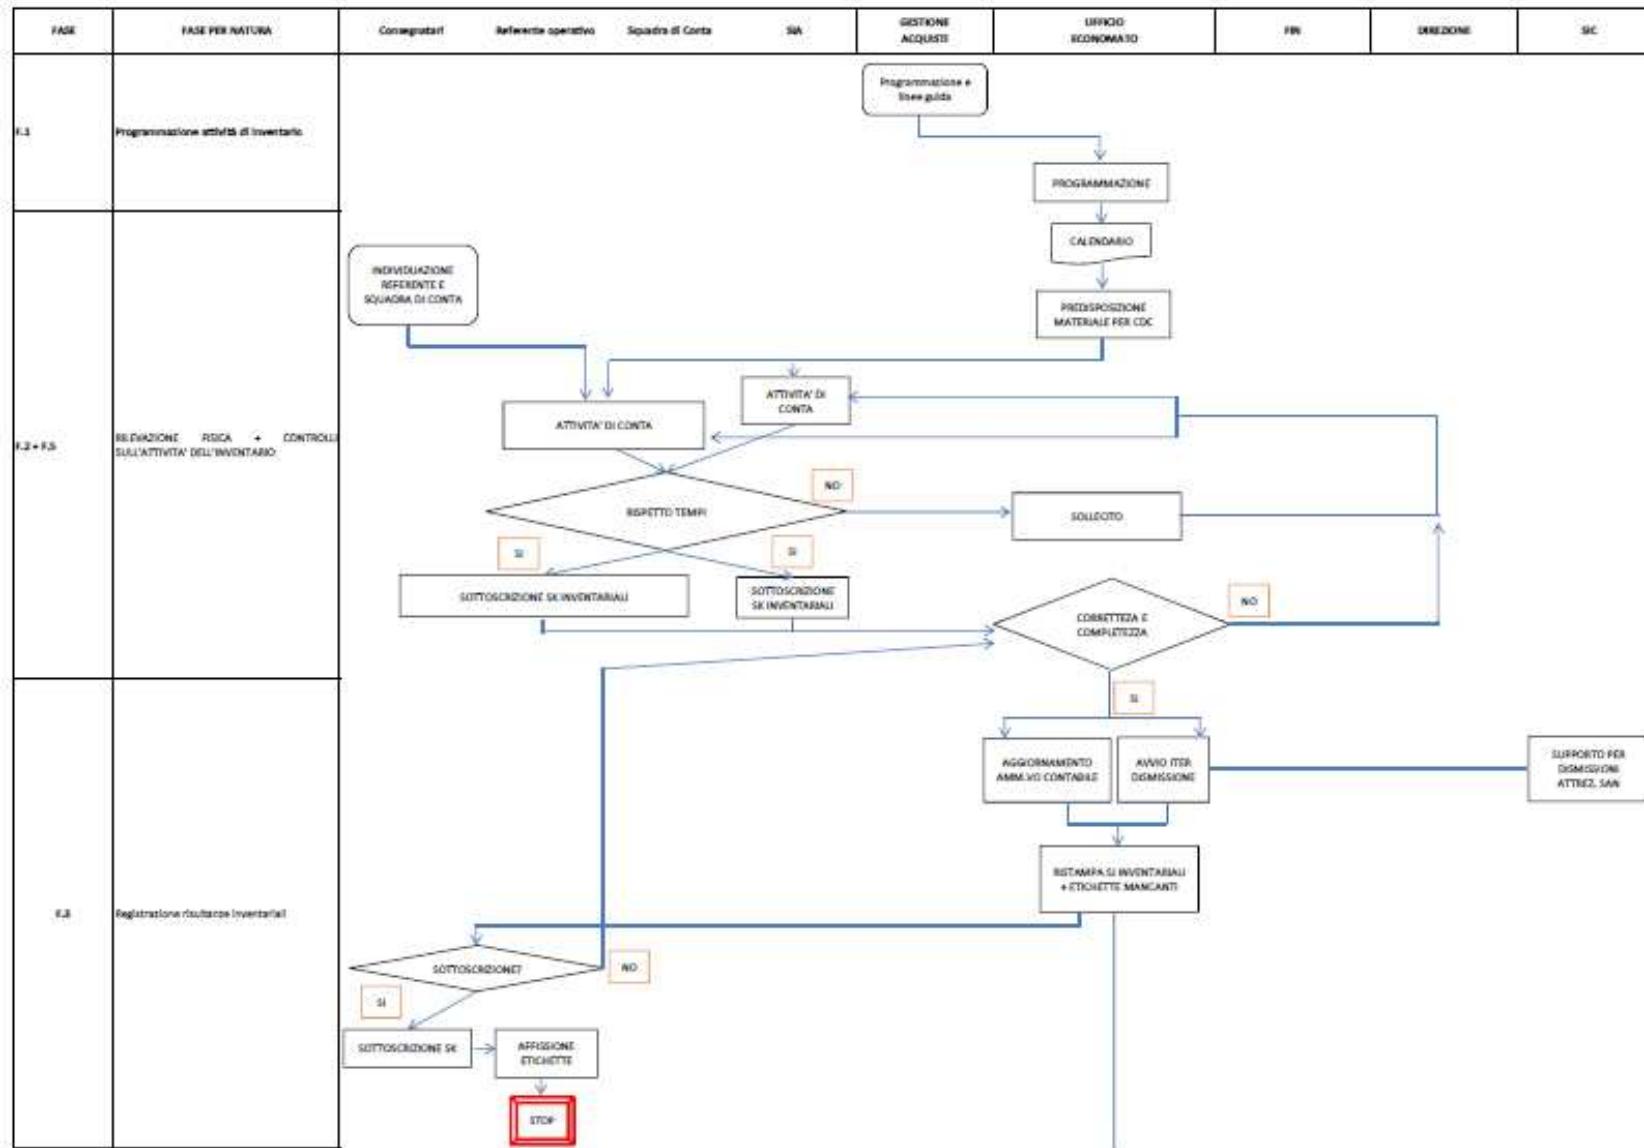 FASE
FASE PER NATURA
Consegnatari
Referente operativo
Squadra di Conta
SIA
GESTIONE
ACQUISTI
UFFICIO
ECONOMATO
FIN
DIREZIONE
SIC
F.1
Programmazione attività di inventario
Programmazione e
linee guida
PROGRAMMAZIONE
CALENDARIO
INDIVIDUAZIONE
REFERENTE E
SQUADRA DI CONTA
PREDISPOSIZIONE
MATERIALE PER CDC
F.2 + F.5
RILEVAZIONE FISICA + CONTROLLI
SULL'ATTIVITA' DELL'INVENTARIO
ATTIVITA' DI CONTA
ATTIVITA' DI
CONTA
RISPETTO TEMPI
NO
SOLLECITO
SI
SI
SOTTOSCRIZIONE SK INVENTARIALI
SOTTOSCRIZIONE
SK INVENTARIALI
CORRETTEZA E
COMPLETEZZA
NO
SI
AGGIORNAMENTO
AMM.VO CONTABILE
AVVIO ITER
DISMISSIONE
SUPPORTO PER
DISMISSIONI
ATTREZ. SAN
RISTAMPA SI INVENTARIALI
+ ETICHETTE MANCANTI
F.3
Registrazione risultanze inventariali
SOTTOSCRIZIONE?
NO
SI
SOTTOSCRIZIONE SK
AFFISSIONE
ETICHETTE
STOP